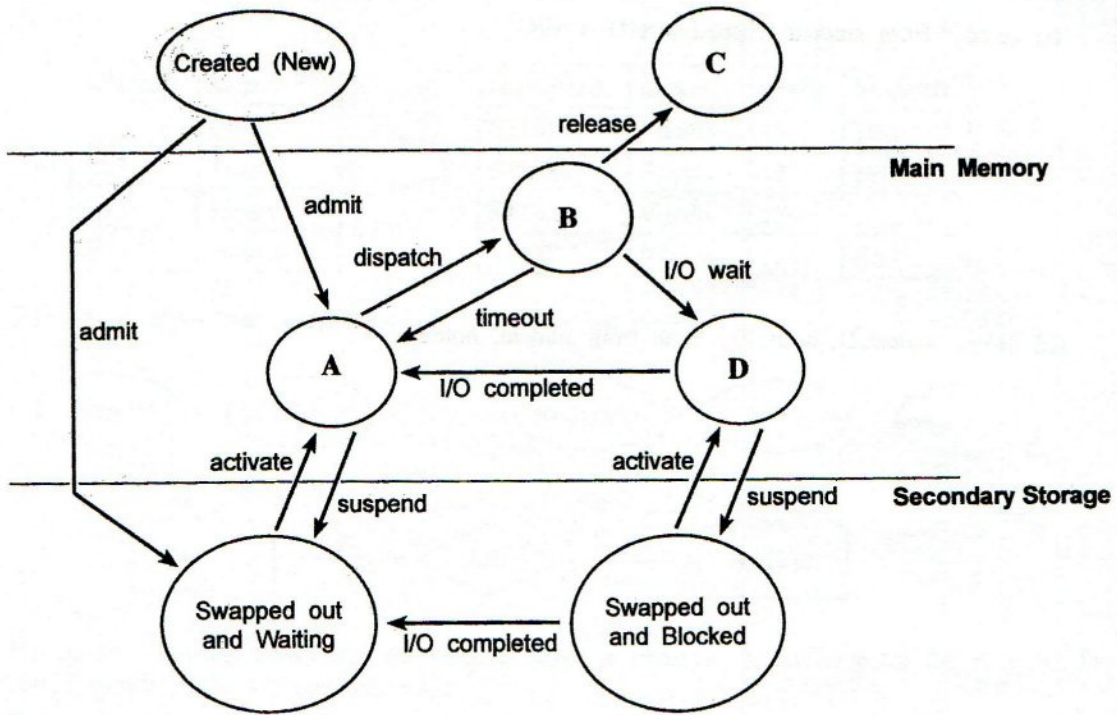 Created (New)
C
release
Main Memory
admit
B
dispatch
I/O wait
admit
timeout
A
D
I/O completed
activate
activate
suspend
suspend
Secondary Storage
Swapped out
and Waiting
Swapped out
and Blocked
I/O completed